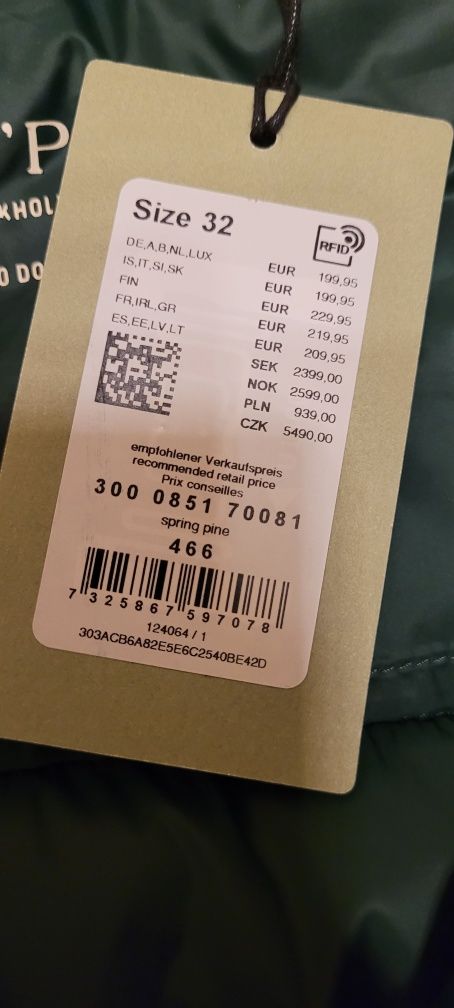 'P
KHOL
O DO
Size 32
RFID
DE,A,B,NL,LUX EUR 199,95
IS,IT,SI,SK EUR 199,95
FIN EUR 229,95
FR,IRL,GR EUR 219,95
ES,EE,LV,LT EUR 209,95
SEK 2399,00
NOK 2599,00
PLN 939,00
CZK 5490,00
empfohlener Verkaufspreis
recommended retail price
Prix conseilles
300 0851 70081
spring pine
466
7 325867 597078
124064 / 1
303ACB6A82E5E6C2540BE42D